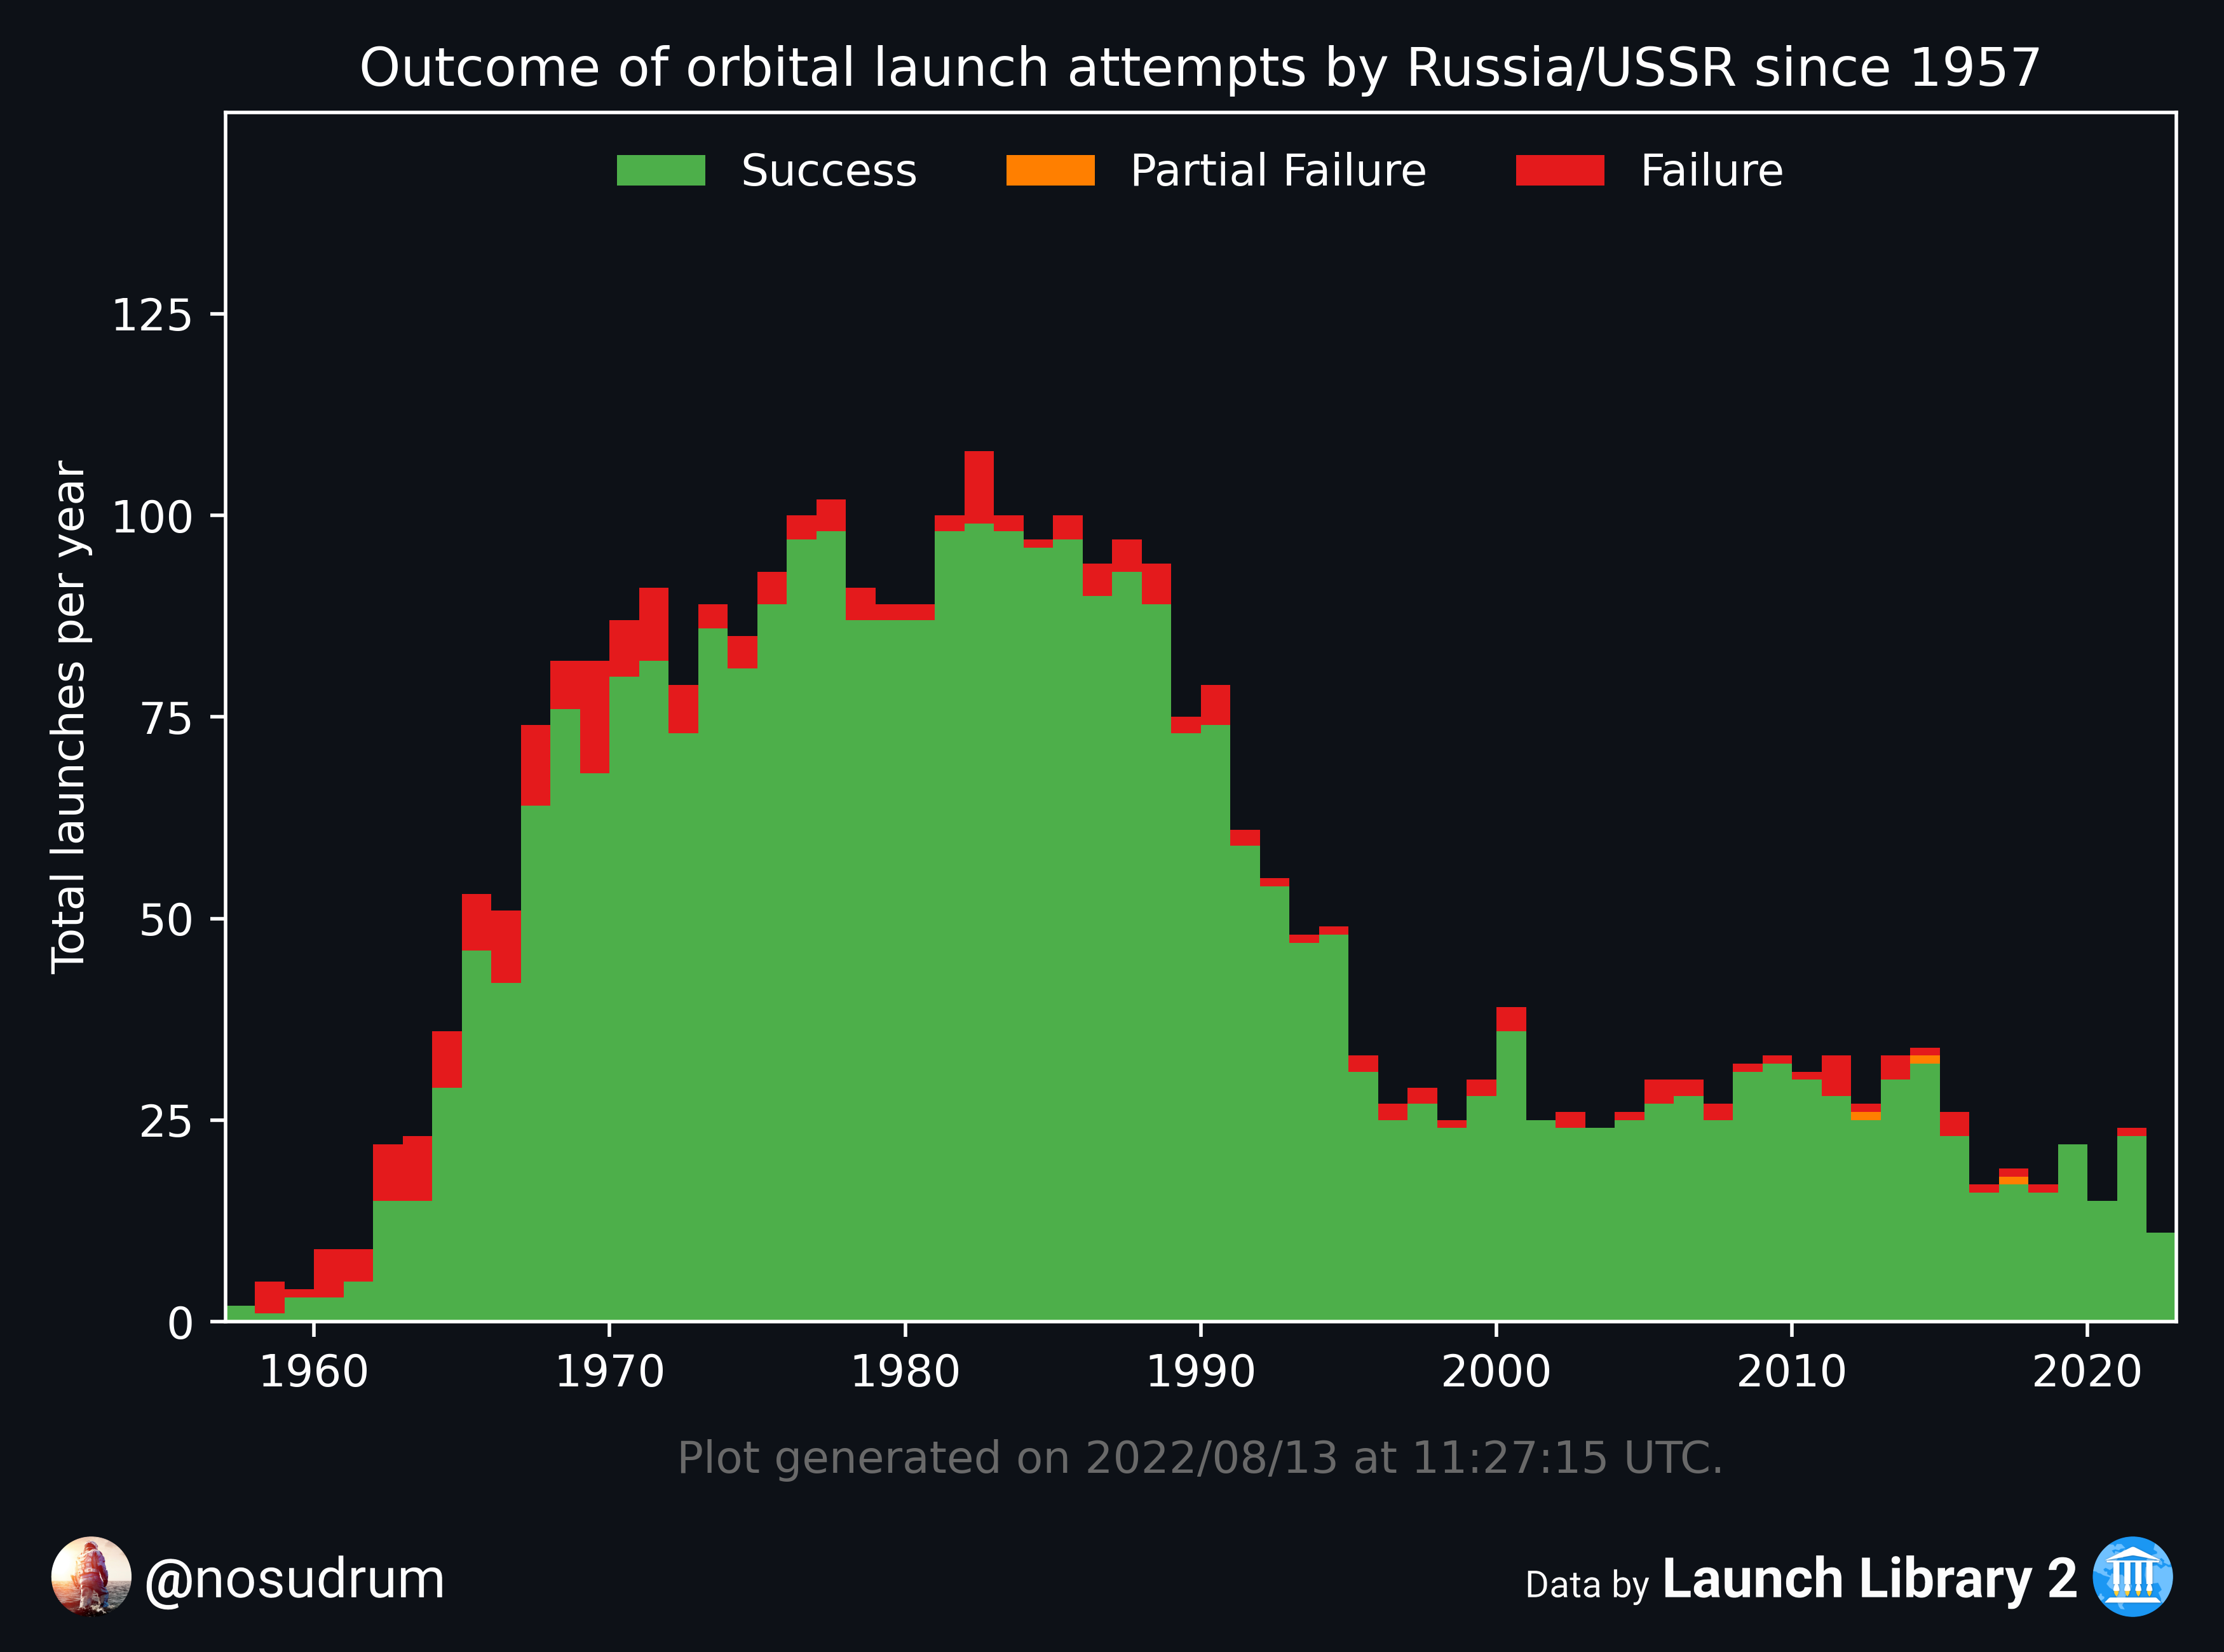 Outcome of orbital launch attempts by Russia/USSR since 1957
Success Partial Failure Failure
Total launches per year
125
100
75
50
25
0
1960 1970 1980 1990 2000 2010 2020
Plot generated on 2022/08/13 at 11:27:15 UTC.
@nosudrum
Data by Launch Library 2